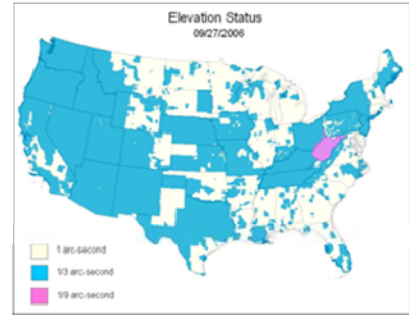 Elevation Status
09/27/2006
1 arc-second
1/3 arc-second
1/9 arc-second